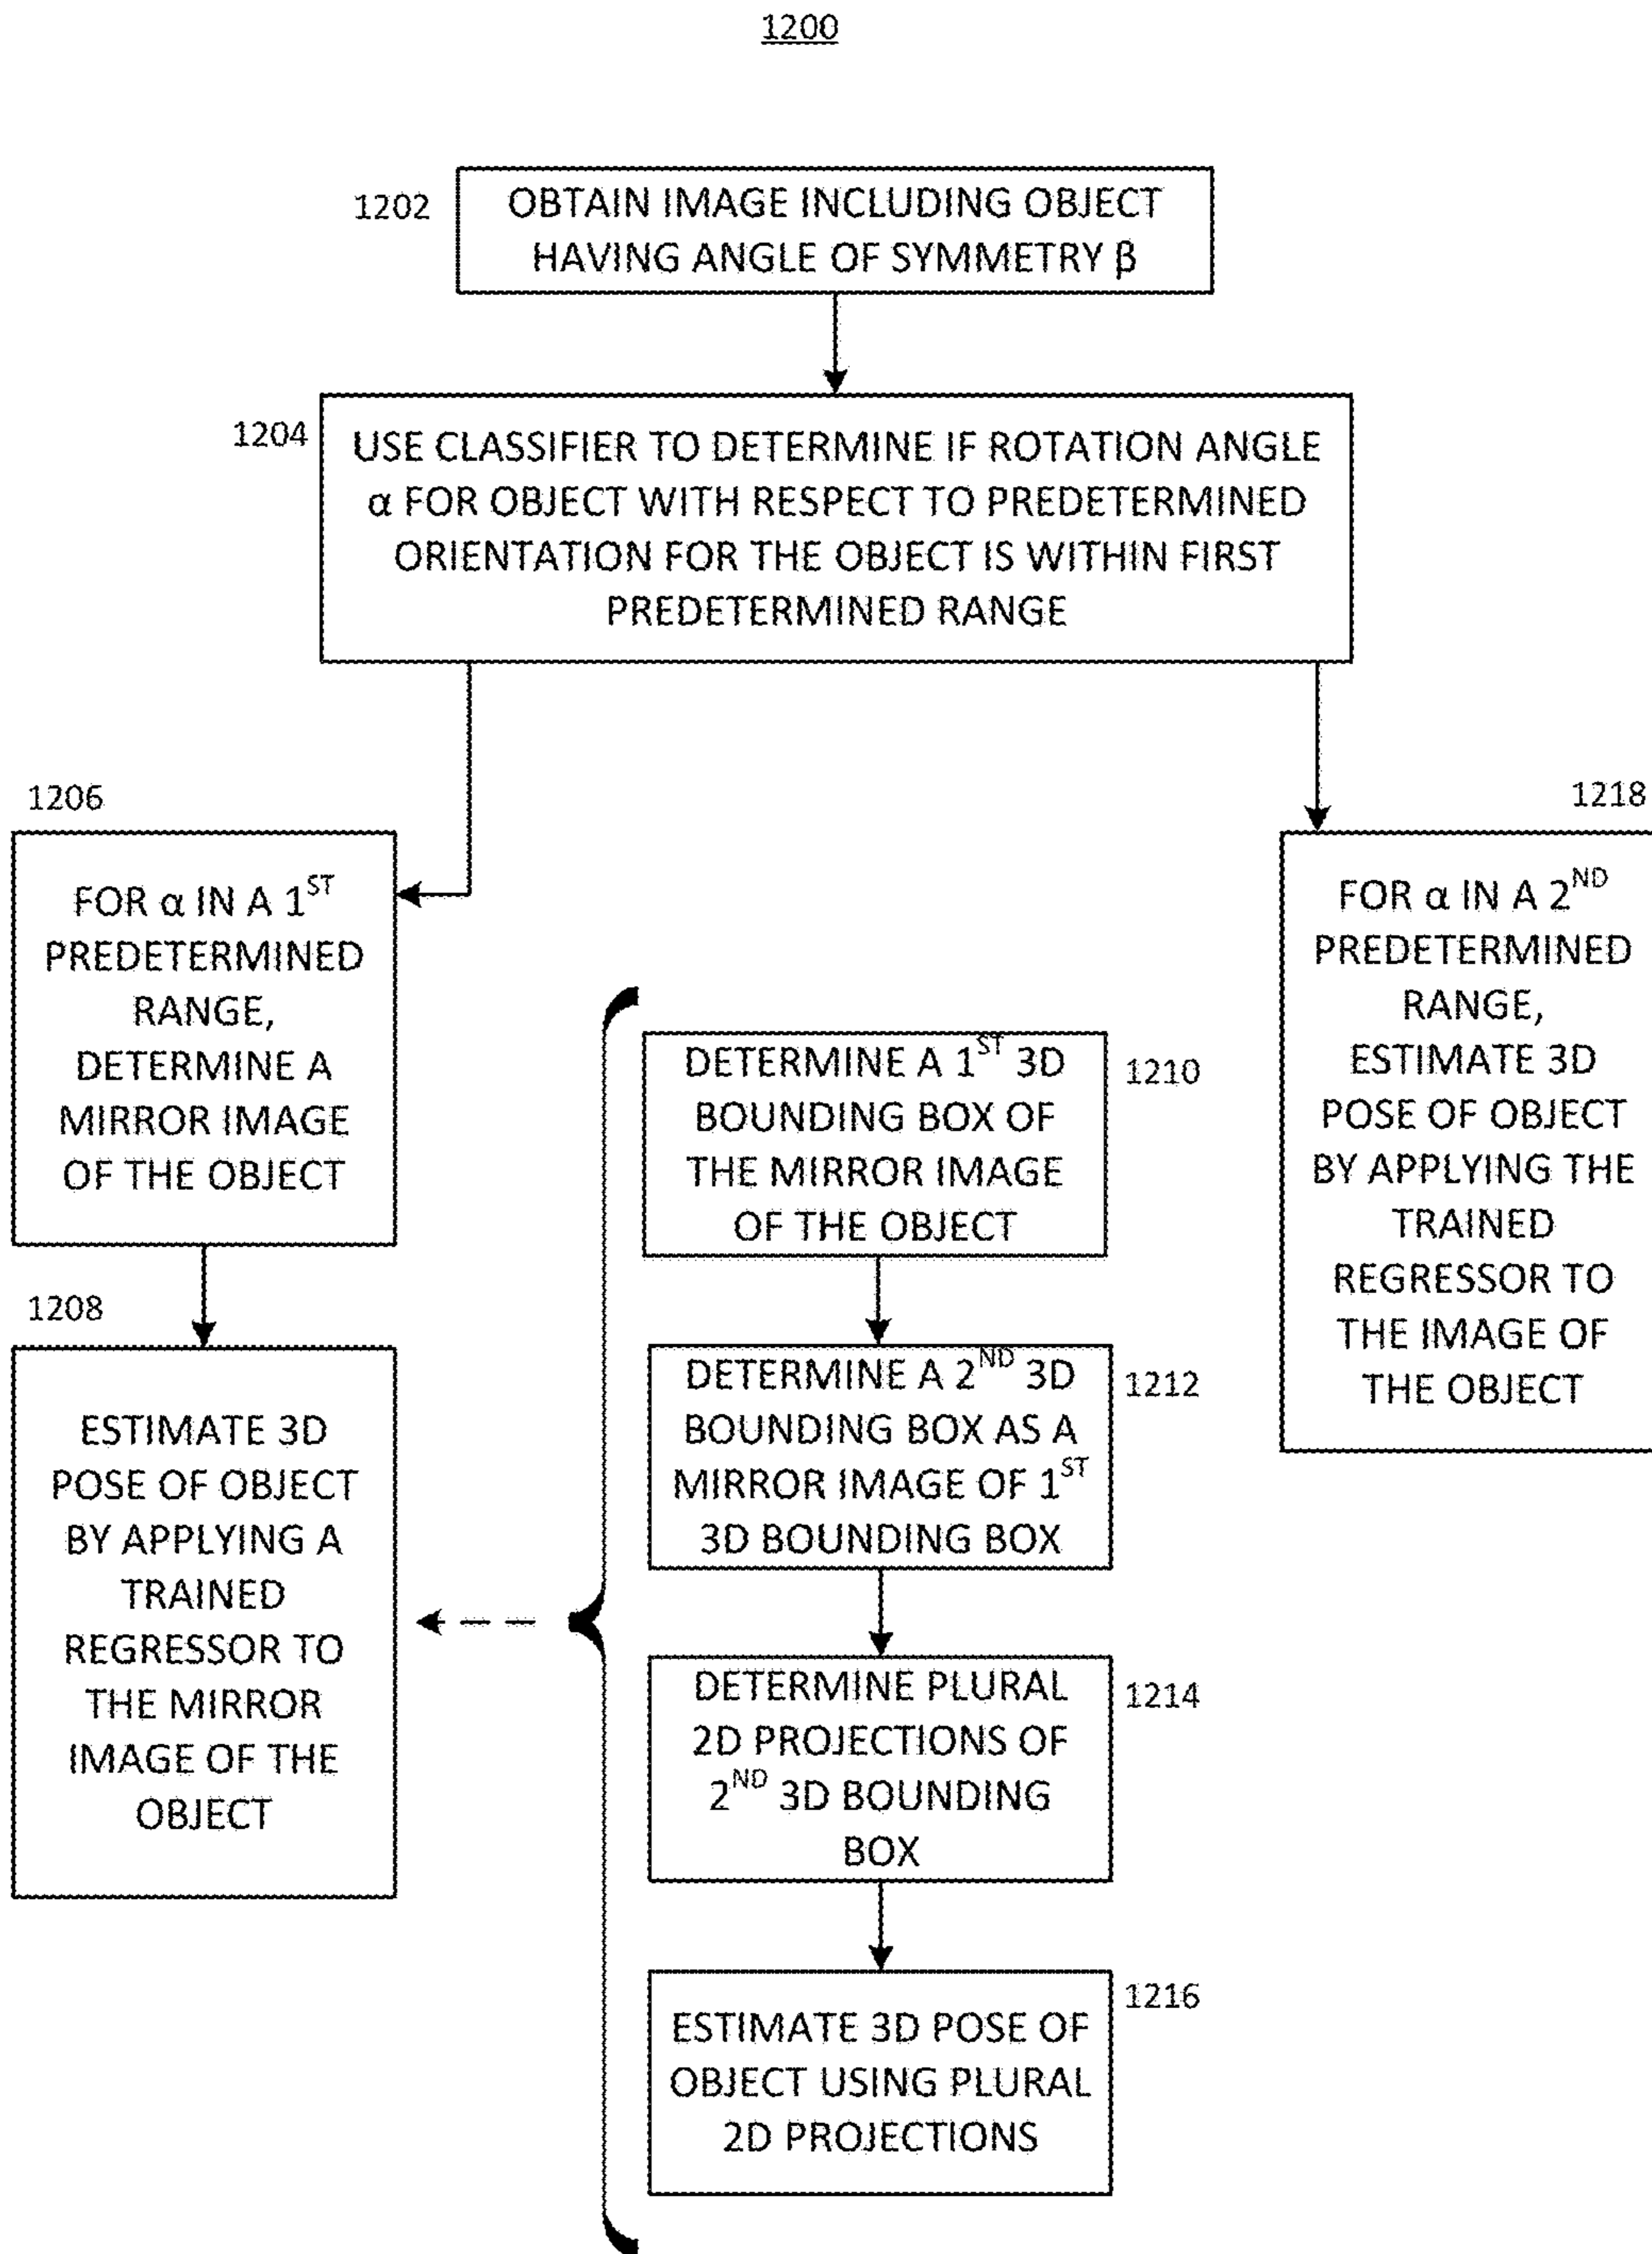 1200
1202
OBTAIN IMAGE INCLUDING OBJECT
HAVING ANGLE OF SYMMETRY β
1204
USE CLASSIFIER TO DETERMINE IF ROTATION ANGLE
α FOR OBJECT WITH RESPECT TO PREDETERMINED
ORIENTATION FOR THE OBJECT IS WITHIN FIRST
PREDETERMINED RANGE
1206
FOR α IN A 1ST
PREDETERMINED
RANGE,
DETERMINE A
MIRROR IMAGE
OF THE OBJECT
1208
ESTIMATE 3D
POSE OF OBJECT
BY APPLYING A
TRAINED
REGRESSOR TO
THE MIRROR
IMAGE OF THE
OBJECT
DETERMINE A 1ST 3D
BOUNDING BOX OF
THE MIRROR IMAGE
OF THE OBJECT
1210
DETERMINE A 2ND 3D
BOUNDING BOX AS A
MIRROR IMAGE OF 1ST
3D BOUNDING BOX
1212
DETERMINE PLURAL
2D PROJECTIONS OF
2ND 3D BOUNDING
BOX
1214
ESTIMATE 3D POSE OF
OBJECT USING PLURAL
2D PROJECTIONS
1216
1218
FOR α IN A 2ND
PREDETERMINED
RANGE,
ESTIMATE 3D
POSE OF OBJECT
BY APPLYING THE
TRAINED
REGRESSOR TO
THE IMAGE OF
THE OBJECT